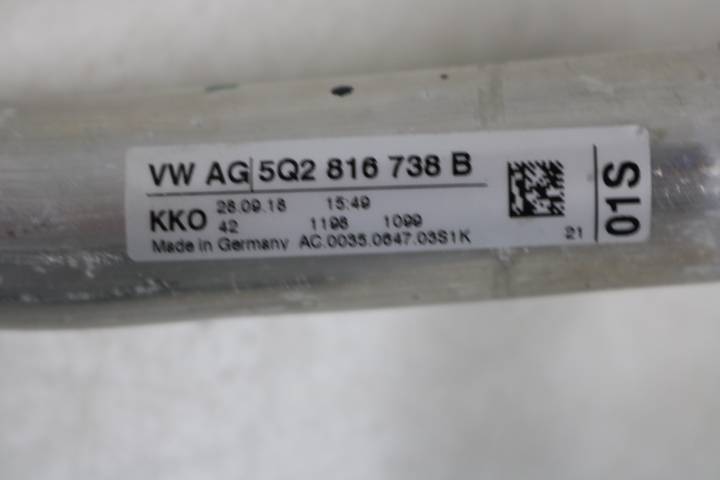 VW AG 5Q2 816 738 B
KKO 28.09.18 15:49
42 1198 1099
Made in Germany AC.0035.0647.03S1K
21
01S